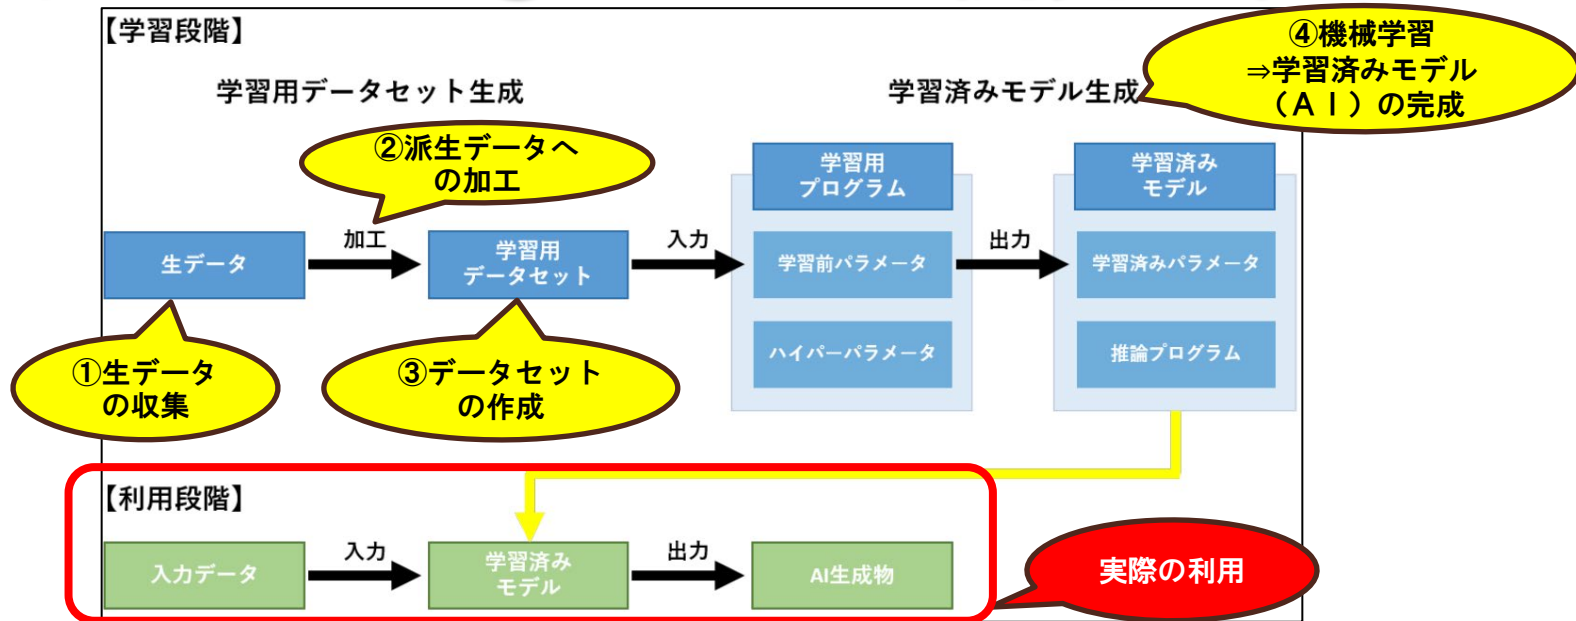 【学習段階】
④機械学習
⇒学習済みモデル
（ＡＩ）の完成
学習用データセット生成
学習済みモデル生成
②派生データへ
の加工
学習用
プログラム
学習済み
モデル
生データ
加工
学習用
データセット
入力
学習前パラメータ
出力
学習済みパラメータ
ハイパーパラメータ
推論プログラム
①生データ
の収集
③データセット
の作成
【利用段階】
入力データ
入力
学習済み
モデル
出力
AI生成物
実際の利用